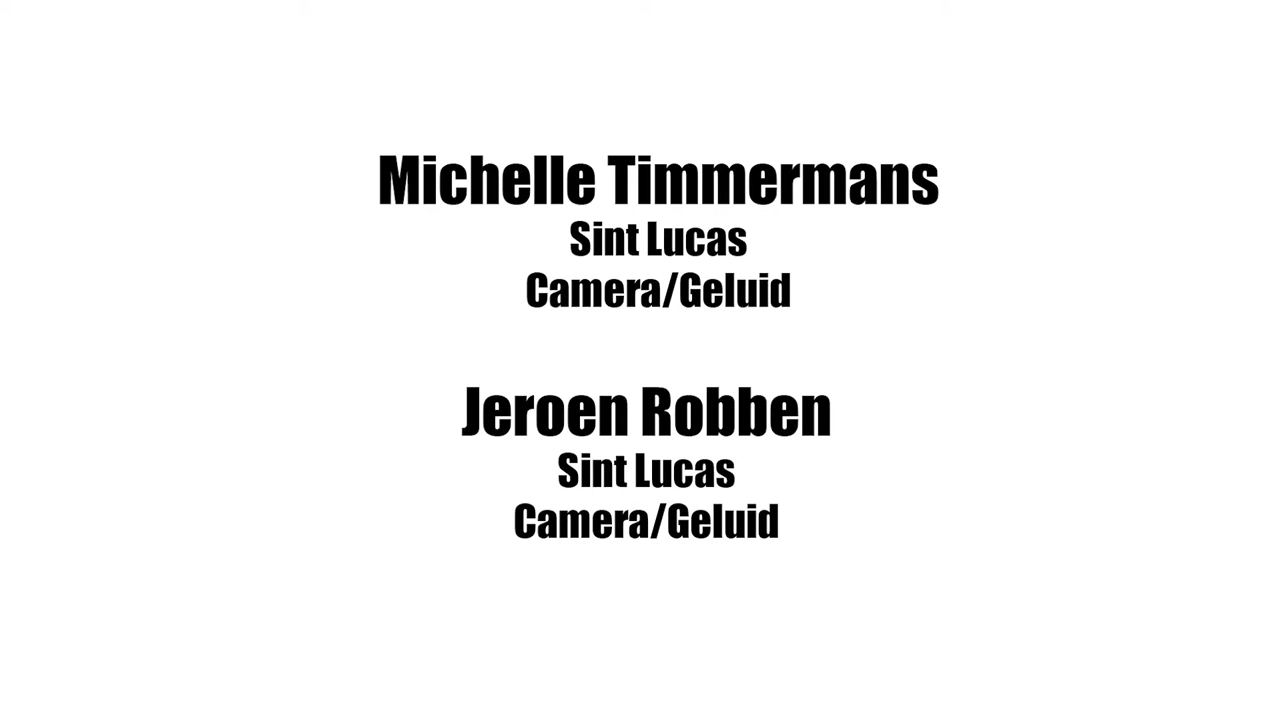 Michelle Timmermans
Sint Lucas
Camera/Geluid
Jeroen Robben
Sint Lucas
Camera/Geluid